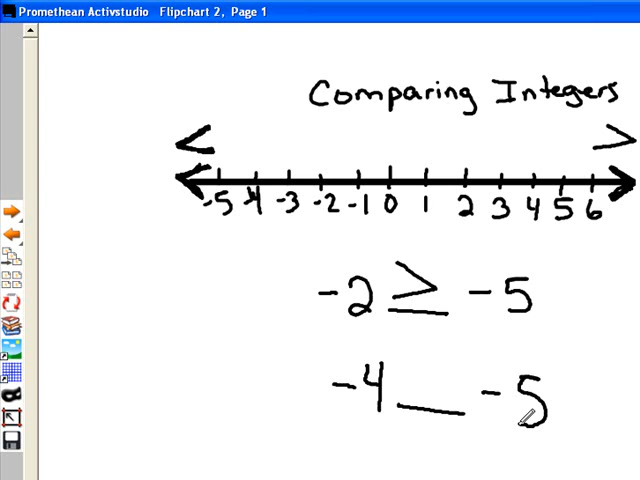 Promethean Activstudio Flipchart 2, Page 1
Comparing Integers
< >
-5 -4 -3 -2 -1 0 1 2 3 4 5 6
-2 > -5
-4 __ -5